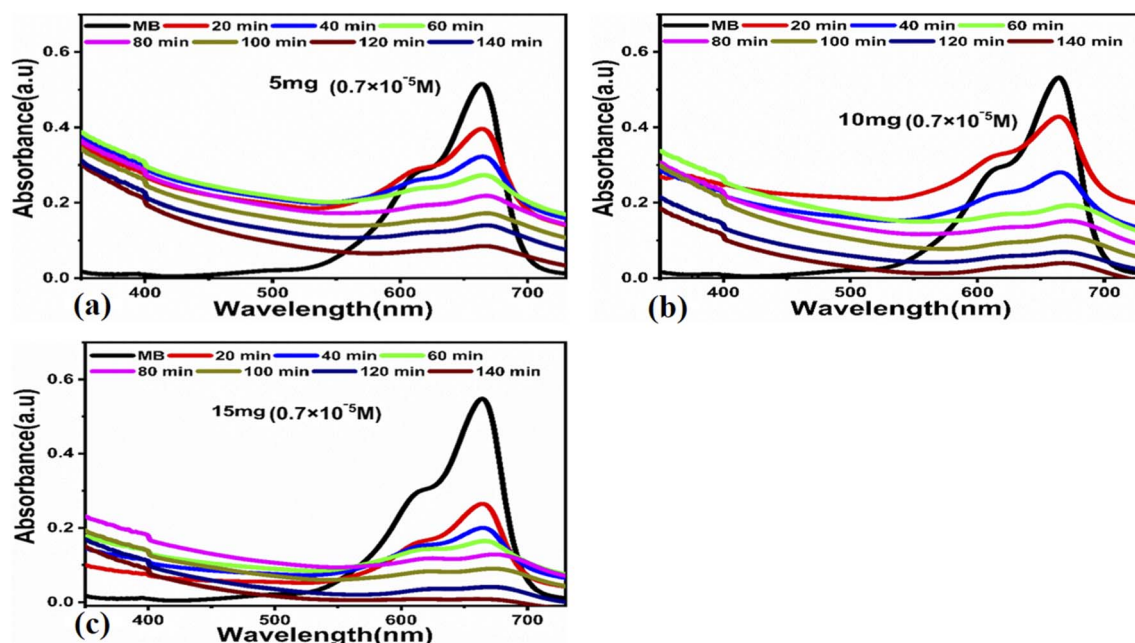 MB 20 min 40 min 60 min
80 min 100 min 120 min 140 min
5mg (0.7×10⁻⁵M)
Absorbance(a.u)
0.6
0.4
0.2
0.0
400 500 600 700
Wavelength(nm)
(a)
MB 20 min 40 min 60 min
80 min 100 min 120 min 140 min
10mg (0.7×10⁻⁵M)
Absorbance(a.u)
0.6
0.4
0.2
0.0
400 500 600 700
Wavelength(nm)
(b)
MB 20 min 40 min 60 min
80 min 100 min 120 min 140 min
15mg (0.7×10⁻⁵M)
Absorbance(a.u)
0.6
0.4
0.2
0.0
400 500 600 700
Wavelength(nm)
(c)